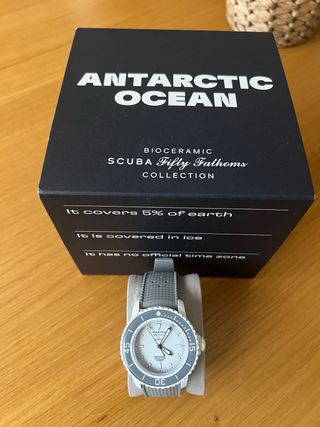 ANTARCTIC
OCEAN
BIOCERAMIC
SCUBA Fifty Fathoms
COLLECTION
It covers 5% of earth
It is covered in ice
It has no official time zone